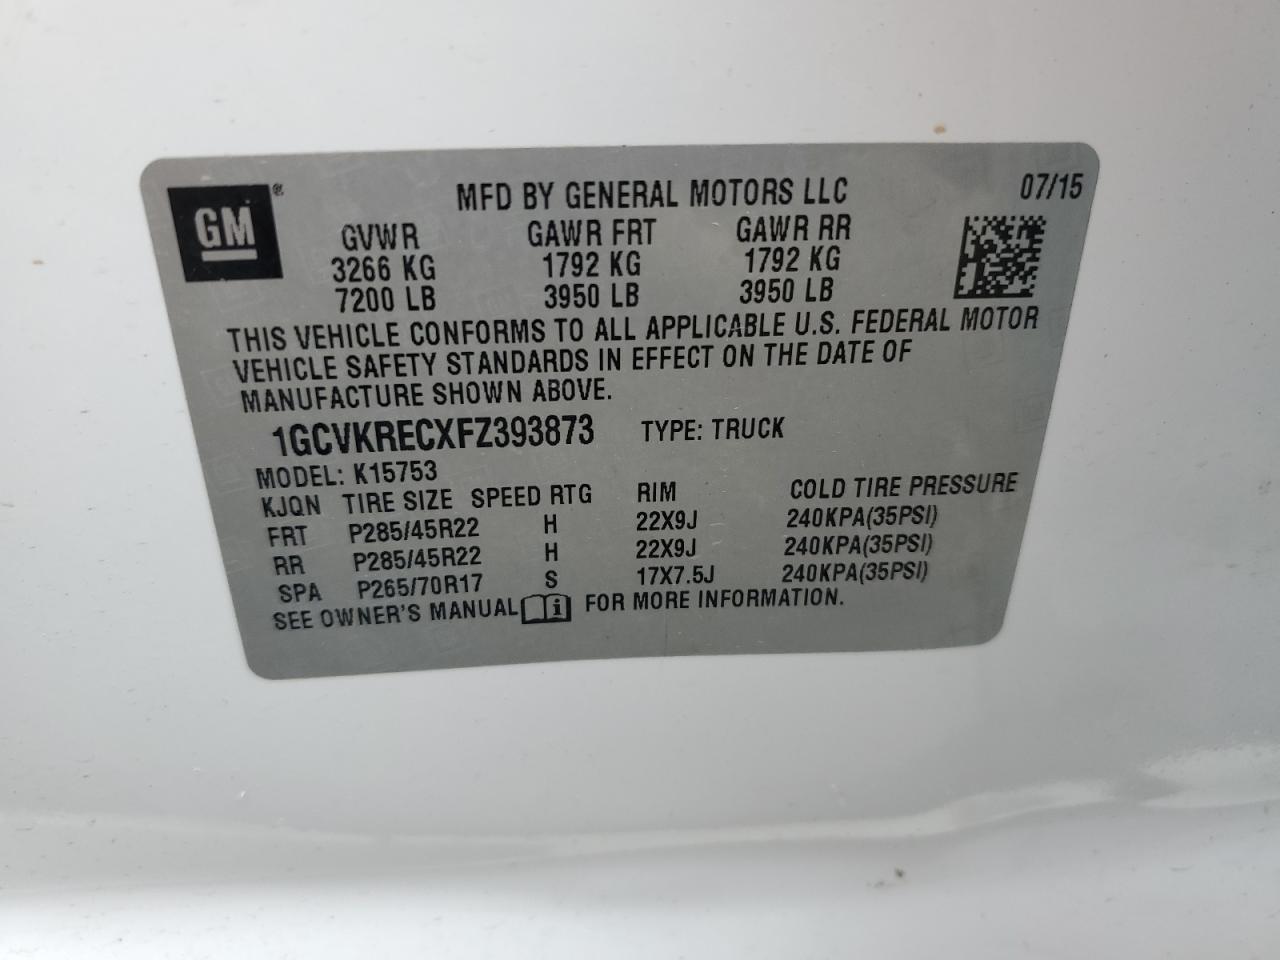 GM®
MFD BY GENERAL MOTORS LLC 07/15
GVWR GAWR FRT GAWR RR
3266 KG 1792 KG 1792 KG
7200 LB 3950 LB 3950 LB
THIS VEHICLE CONFORMS TO ALL APPLICABLE U.S. FEDERAL MOTOR
VEHICLE SAFETY STANDARDS IN EFFECT ON THE DATE OF
MANUFACTURE SHOWN ABOVE.
1GCVKRECXFZ393873 TYPE: TRUCK
MODEL: K15753
KJQN TIRE SIZE SPEED RTG RIM COLD TIRE PRESSURE
FRT P285/45R22 H 22X9J 240KPA(35PSI)
RR P285/45R22 H 22X9J 240KPA(35PSI)
SPA P265/70R17 S 17X7.5J 240KPA(35PSI)
SEE OWNER'S MANUAL i FOR MORE INFORMATION.